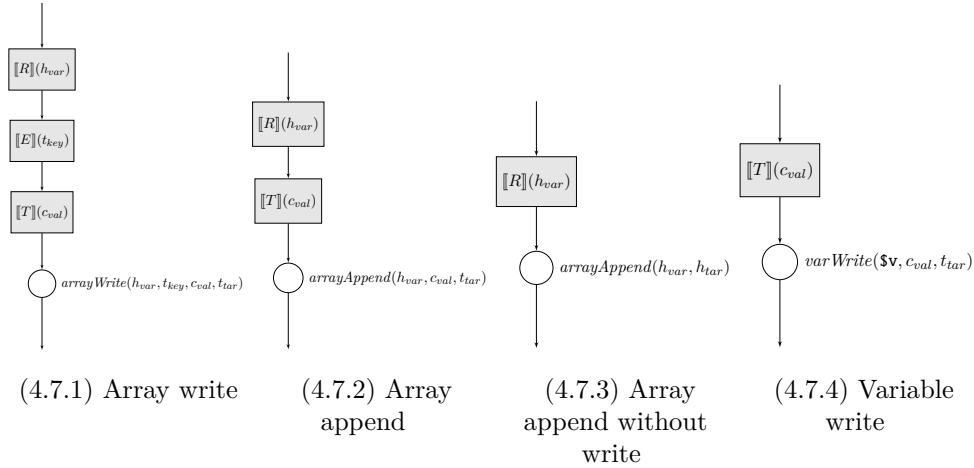 ⟦R⟧(h_var)
⟦E⟧(t_key)
⟦T⟧(c_val)
arrayWrite(h_var, t_key, c_val, t_tar)
(4.7.1) Array write
⟦R⟧(h_var)
⟦T⟧(c_val)
arrayAppend(h_var, c_val, t_tar)
(4.7.2) Array
append
⟦R⟧(h_var)
arrayAppend(h_var, h_tar)
(4.7.3) Array
append without
write
⟦T⟧(c_val)
varWrite($v, c_val, t_tar)
(4.7.4) Variable
write